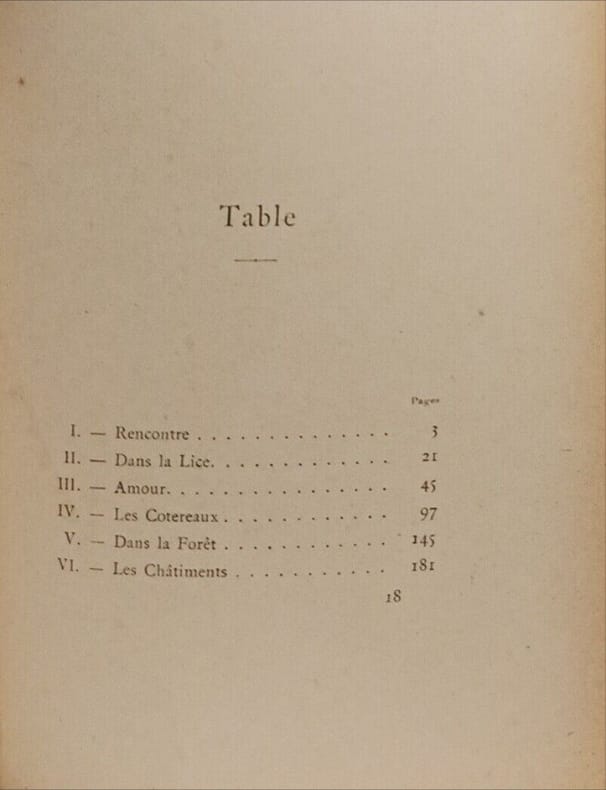 Table
Pages
I. — Rencontre . . . . . . . . . . . . . . 3
II. — Dans la Lice. . . . . . . . . . . . . 21
III. — Amour. . . . . . . . . . . . . . . . 45
IV. — Les Cotereaux . . . . . . . . . . . . 97
V. — Dans la Forêt . . . . . . . . . . . . 145
VI. — Les Châtiments . . . . . . . . . . . 181
18